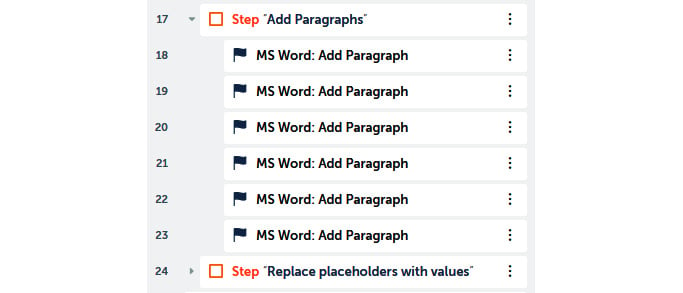 17 Step "Add Paragraphs"
18 MS Word: Add Paragraph
19 MS Word: Add Paragraph
20 MS Word: Add Paragraph
21 MS Word: Add Paragraph
22 MS Word: Add Paragraph
23 MS Word: Add Paragraph
24 Step "Replace placeholders with values"